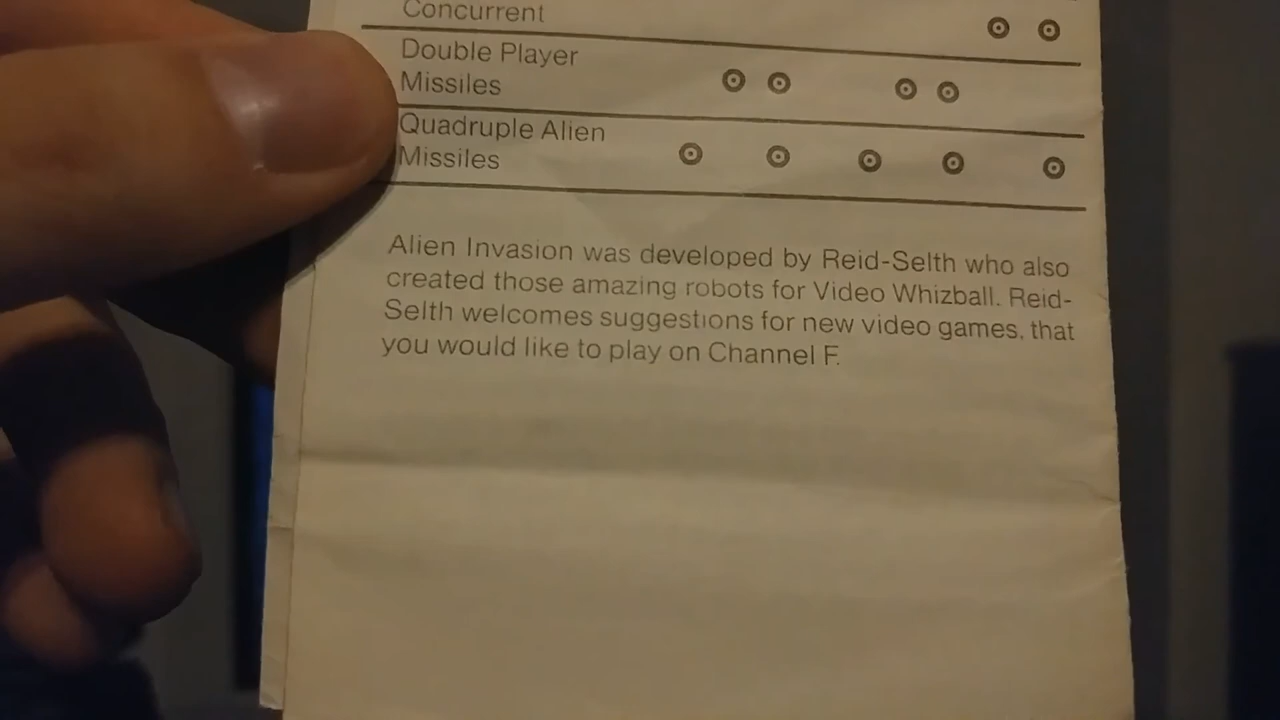 Concurrent
Double Player
Missiles
Quadruple Alien
Missiles
Alien Invasion was developed by Reid-Selth who also
created those amazing robots for Video Whizball. Reid-
Selth welcomes suggestions for new video games, that
you would like to play on Channel F.